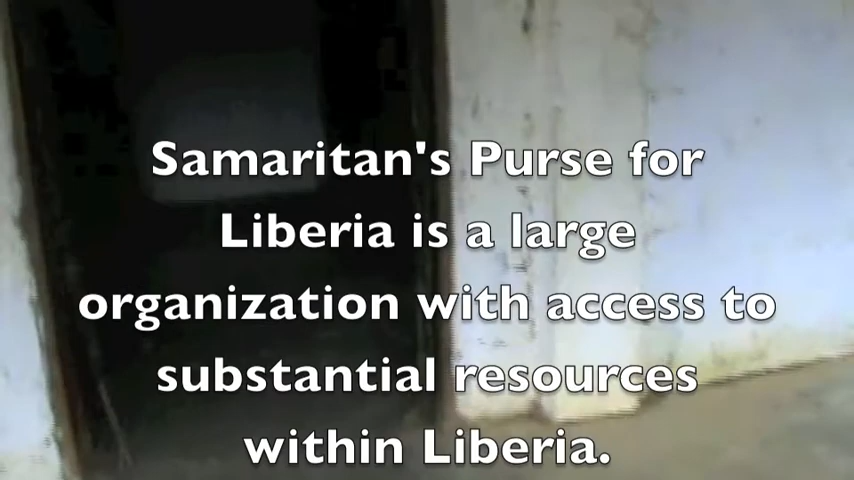 Samaritan's Purse for
Liberia is a large
organization with access to
substantial resources
within Liberia.